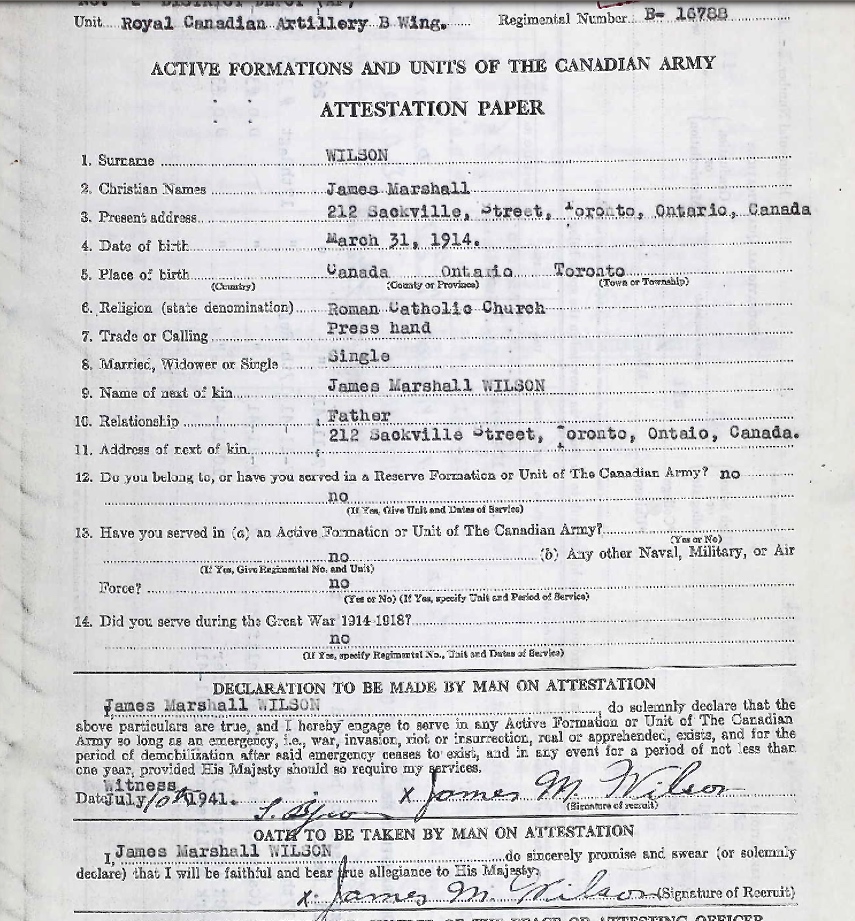 No. 2 DISTRICT DEPOT
Unit Royal Canadian Artillery B Wing. Regimental Number B- 16788
ACTIVE FORMATIONS AND UNITS OF THE CANADIAN ARMY
ATTESTATION PAPER
1. Surname WILSON
2. Christian Names James Marshall
3. Present address 212 Sackville, Street, Toronto, Ontario, Canada
4. Date of birth March 31, 1914.
5. Place of birth Canada Ontario Toronto
(Country) (County or Province) (Town or Township)
6. Religion (state denomination) Roman Catholic Church
7. Trade or Calling Press hand
8. Married, Widower or Single Single
9. Name of next of kin James Marshall WILSON
10. Relationship Father
11. Address of next of kin 212 Sackville Street, Toronto, Ontaio, Canada.
12. Do you belong to, or have you served in a Reserve Formation or Unit of The Canadian Army? no
no
(If Yes, Give Unit and Dates of Service)
13. Have you served in (a) an Active Formation or Unit of The Canadian Army?
(Yes or No)
no (b) Any other Naval, Military, or Air
(If Yes, Give Regimental No. and Unit)
Force? no
(Yes or No) (If Yes, specify Unit and Period of Service)
14. Did you serve during the Great War 1914-1918?
no
(If Yes, specify Regimental No., Unit and Dates of Service)
DECLARATION TO BE MADE BY MAN ON ATTESTATION
I, James Marshall WILSON, do solemnly declare that the
above particulars are true, and I hereby engage to serve in any Active Formation or Unit of The Canadian
Army so long as an emergency, i.e., war, invasion, riot or insurrection, real or apprehended, exists, and for the
period of demobilization after said emergency ceases to exist, and in any event for a period of not less than
one year, provided His Majesty should so require my services.
Witness
Date July 10th 1941. x James M. Wilson
(Signature of recruit)
OATH TO BE TAKEN BY MAN ON ATTESTATION
I, James Marshall WILSON do sincerely promise and swear (or solemnly
declare) that I will be faithful and bear true allegiance to His Majesty.
x James M. Wilson (Signature of Recruit)